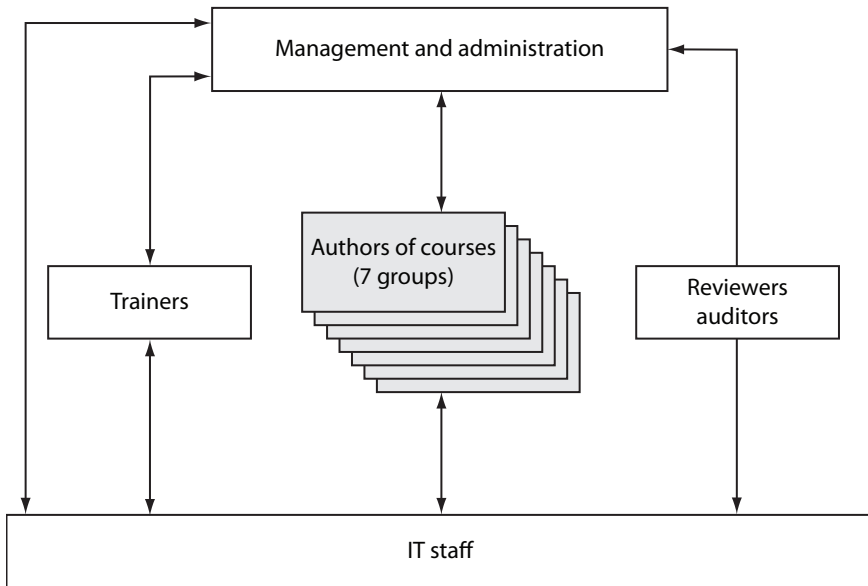 Management and administration
Authors of courses
(7 groups)
Trainers
Reviewers
auditors
IT staff